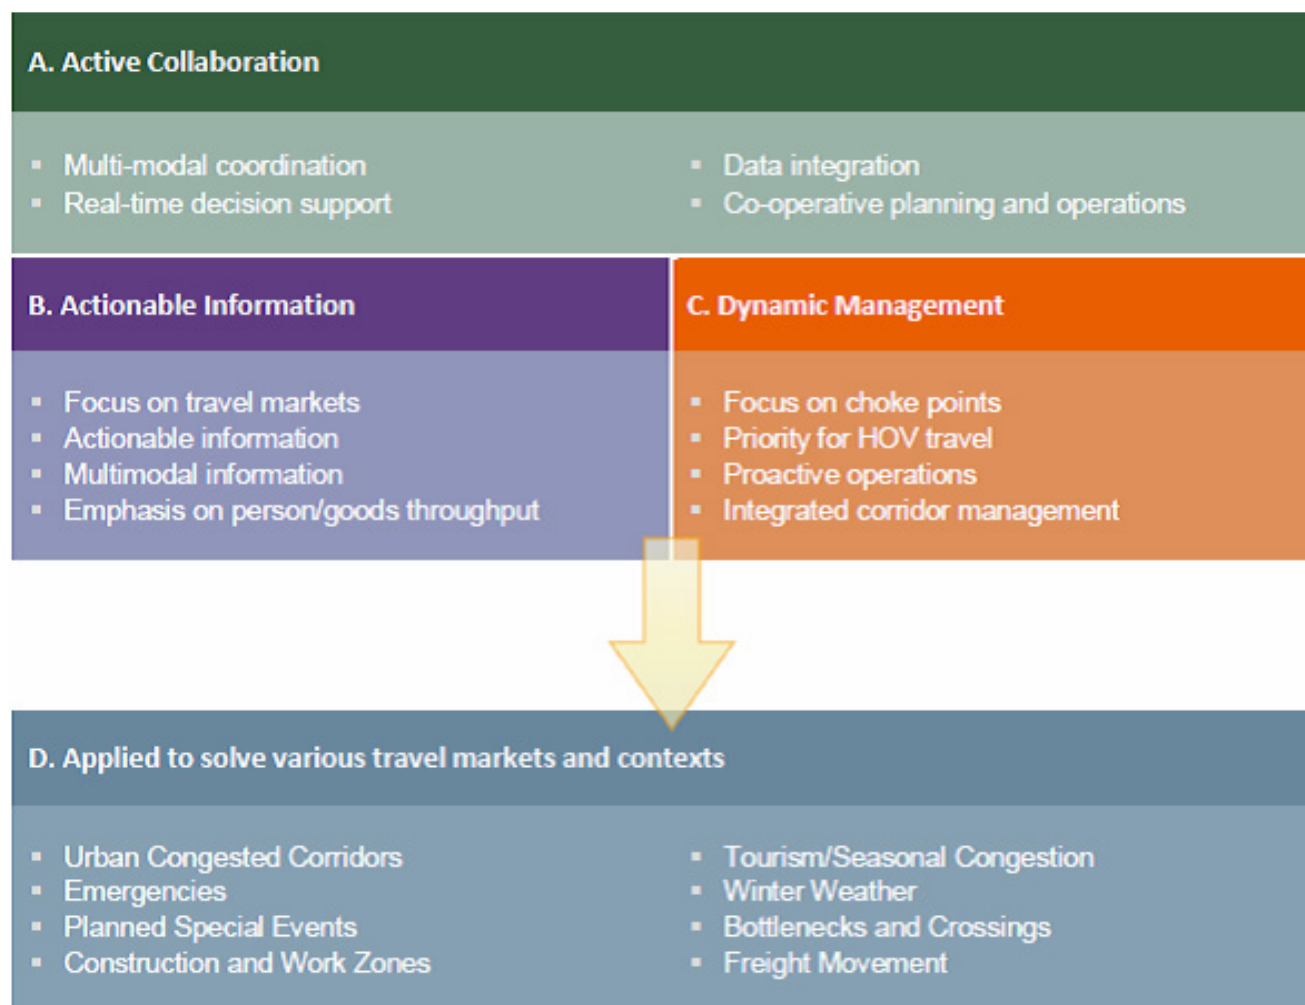 A. Active Collaboration
▪ Multi-modal coordination
▪ Real-time decision support
▪ Data integration
▪ Co-operative planning and operations
B. Actionable Information
▪ Focus on travel markets
▪ Actionable information
▪ Multimodal information
▪ Emphasis on person/goods throughput
C. Dynamic Management
▪ Focus on choke points
▪ Priority for HOV travel
▪ Proactive operations
▪ Integrated corridor management
D. Applied to solve various travel markets and contexts
▪ Urban Congested Corridors
▪ Emergencies
▪ Planned Special Events
▪ Construction and Work Zones
▪ Tourism/Seasonal Congestion
▪ Winter Weather
▪ Bottlenecks and Crossings
▪ Freight Movement